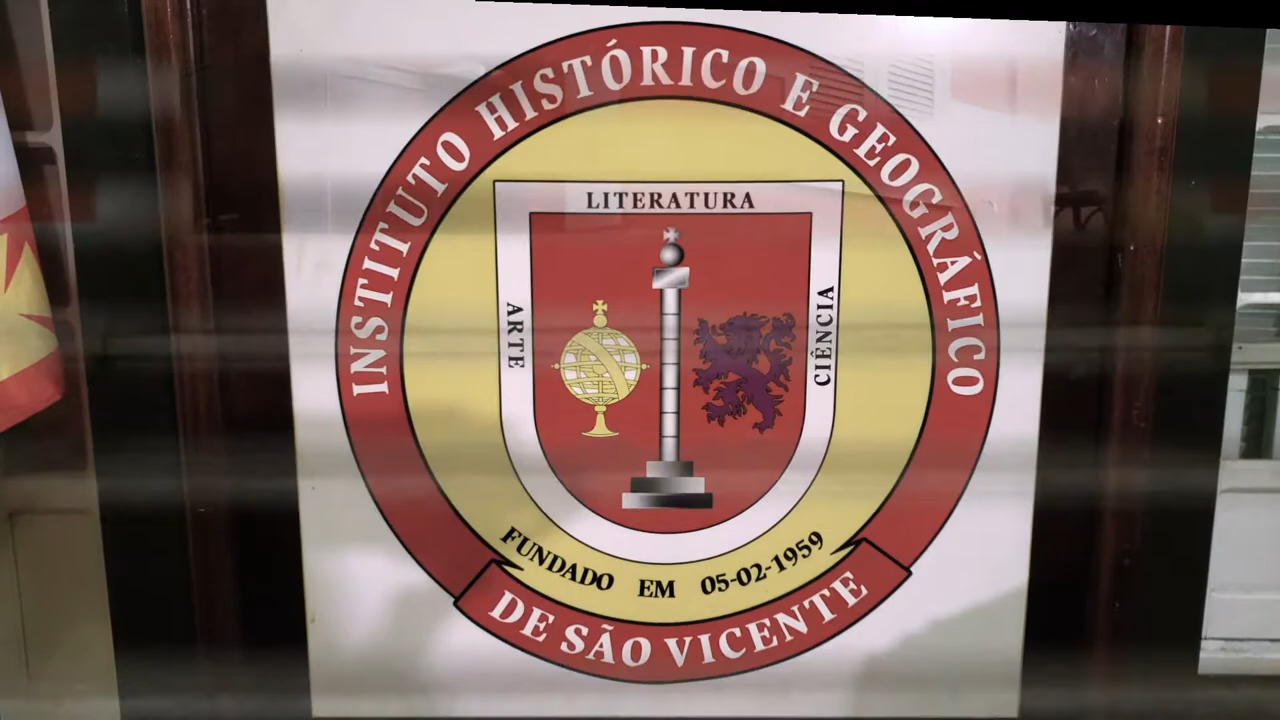 INSTITUTO HISTÓRICO E GEOGRÁFICO
LITERATURA
ARTE
CIÊNCIA
FUNDADO EM 05-02-1959
DE SÃO VICENTE